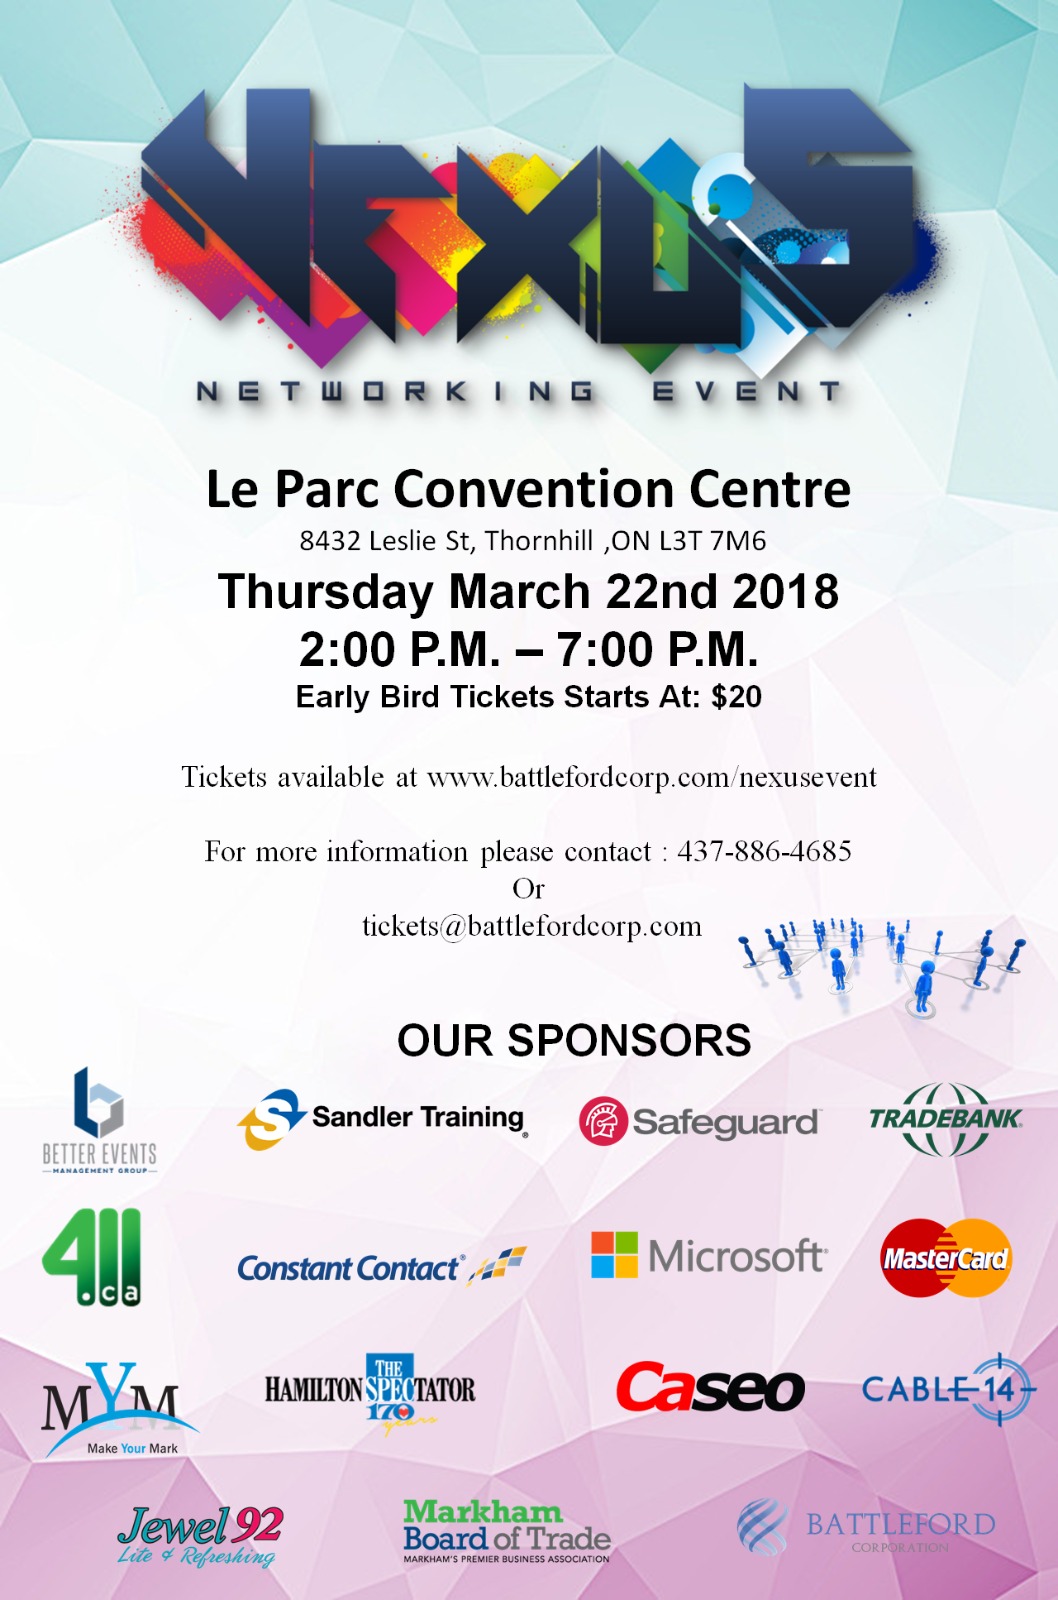 NEXUS
NETWORKING EVENT
Le Parc Convention Centre
8432 Leslie St, Thornhill ,ON L3T 7M6
Thursday March 22nd 2018
2:00 P.M. – 7:00 P.M.
Early Bird Tickets Starts At: $20
Tickets available at www.battlefordcorp.com/nexusevent
For more information please contact : 437-886-4685
Or
tickets@battlefordcorp.com
OUR SPONSORS
BETTER EVENTS
MANAGEMENT GROUP
S Sandler Training®
Safeguard™
TRADEBANK®
411
.ca
Constant Contact®
Microsoft®
MasterCard
MYM
Make Your Mark
THE
HAMILTON SPECTATOR
170
years
Caseo
CABLE 14
Jewel 92
Lite & Refreshing
Markham
Board of Trade
MARKHAM'S PREMIER BUSINESS ASSOCIATION
BATTLEFORD
CORPORATION